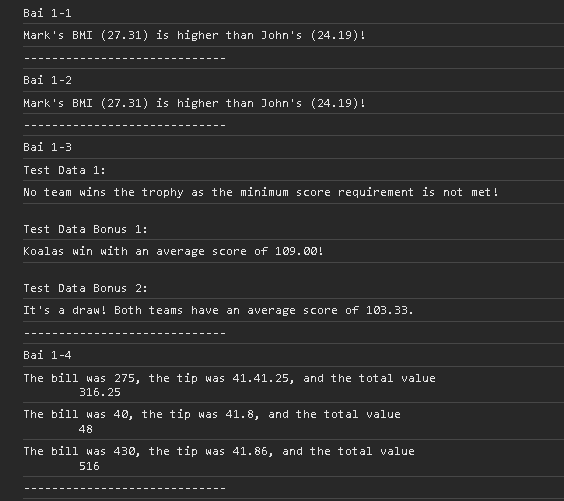 Bai 1-1
Mark's BMI (27.31) is higher than John's (24.19)!
-----------------------------
Bai 1-2
Mark's BMI (27.31) is higher than John's (24.19)!
-----------------------------
Bai 1-3
Test Data 1:
No team wins the trophy as the minimum score requirement is not met!
Test Data Bonus 1:
Koalas win with an average score of 109.00!
Test Data Bonus 2:
It's a draw! Both teams have an average score of 103.33.
-----------------------------
Bai 1-4
The bill was 275, the tip was 41.41.25, and the total value
316.25
The bill was 40, the tip was 41.8, and the total value
48
The bill was 430, the tip was 41.86, and the total value
516
-----------------------------